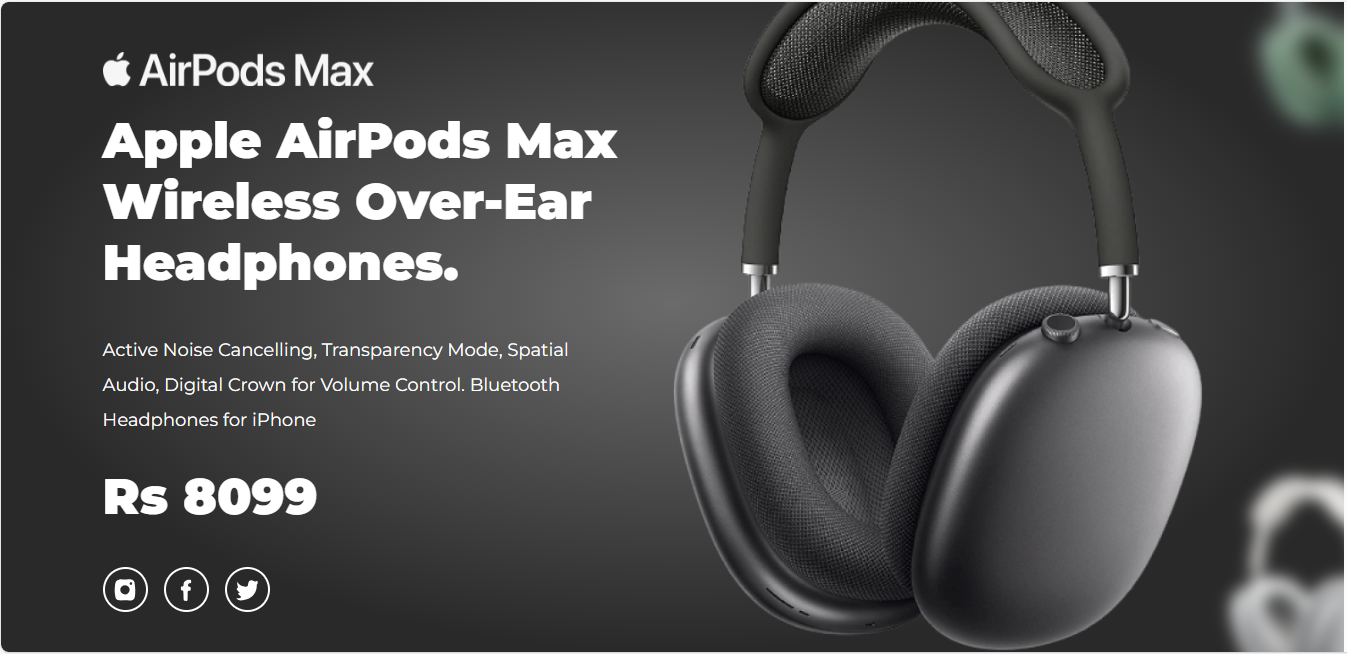 AirPods Max
Apple AirPods Max
Wireless Over-Ear
Headphones.
Active Noise Cancelling, Transparency Mode, Spatial
Audio, Digital Crown for Volume Control. Bluetooth
Headphones for iPhone
Rs 8099